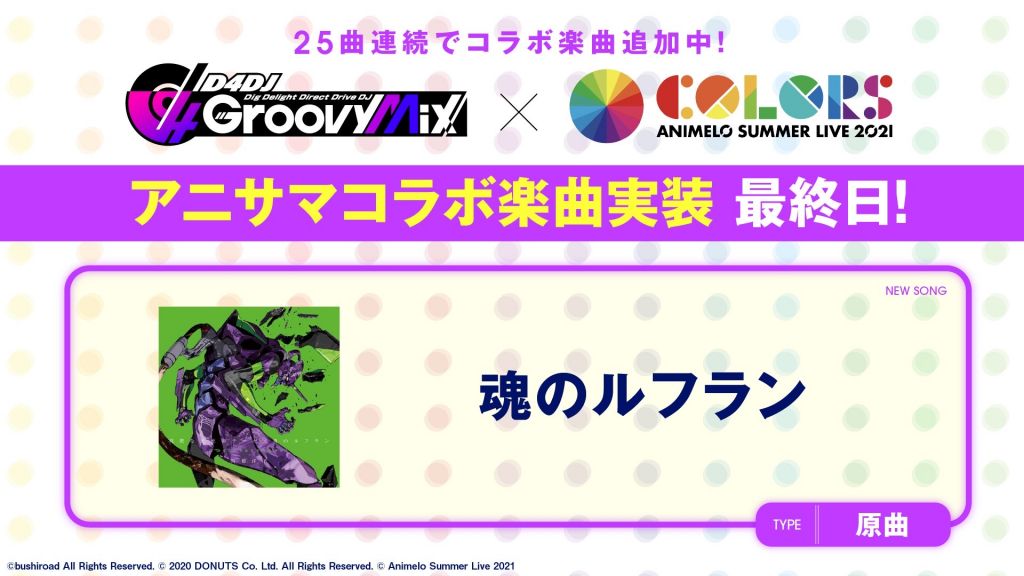 25曲連続でコラボ楽曲追加中!
D4DJ
Dig Delight Direct Drive DJ
GroovyMix
×
COLORS
ANIMELO SUMMER LIVE 2021
アニサマコラボ楽曲実装 最終日!
NEW SONG
魂のルフラン
TYPE 原曲
©bushiroad All Rights Reserved. © 2020 DONUTS Co. Ltd. All Rights Reserved. © Animelo Summer Live 2021